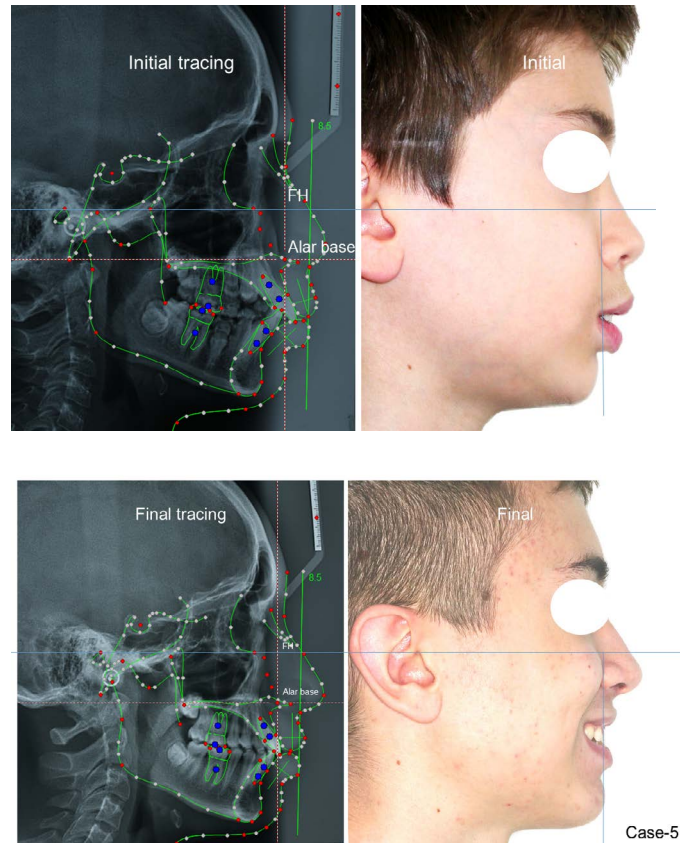 Initial tracing
Initial
8.5
FH
Alar base
Final tracing
Final
8.5
FH
Alar base
Case-5